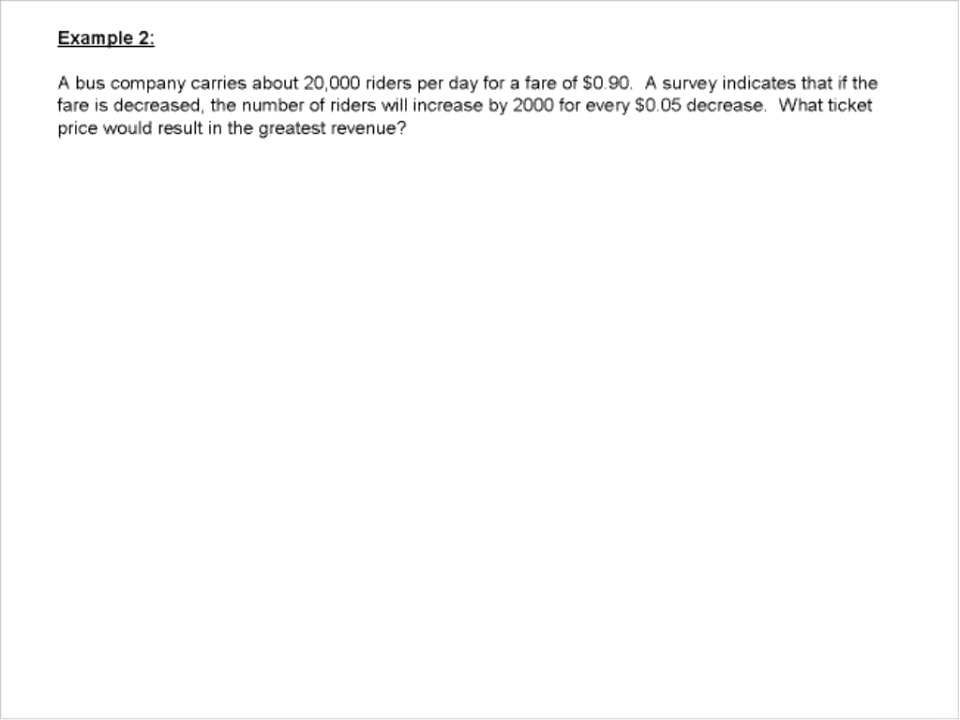 Example 2:
A bus company carries about 20,000 riders per day for a fare of $0.90.  A survey indicates that if the
fare is decreased, the number of riders will increase by 2000 for every $0.05 decrease.  What ticket
price would result in the greatest revenue?